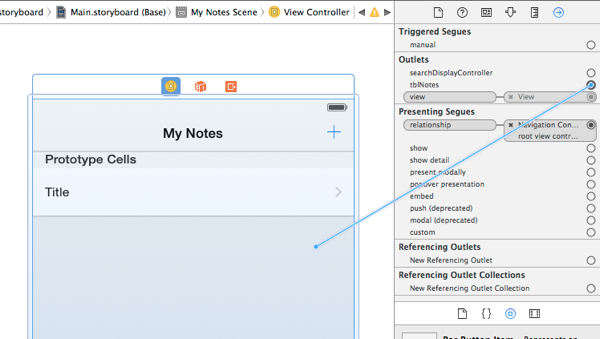 storyboard Main.storyboard (Base) My Notes Scene View Controller
Triggered Segues
manual
Outlets
searchDisplayController
tblNotes
view View
Presenting Segues
relationship Navigation Con...
root view contr...
show
show detail
present modally
popover presentation
embed
push (deprecated)
modal (deprecated)
custom
Referencing Outlets
New Referencing Outlet
Referencing Outlet Collections
New Referencing Outlet Collection
My Notes
Prototype Cells
Title